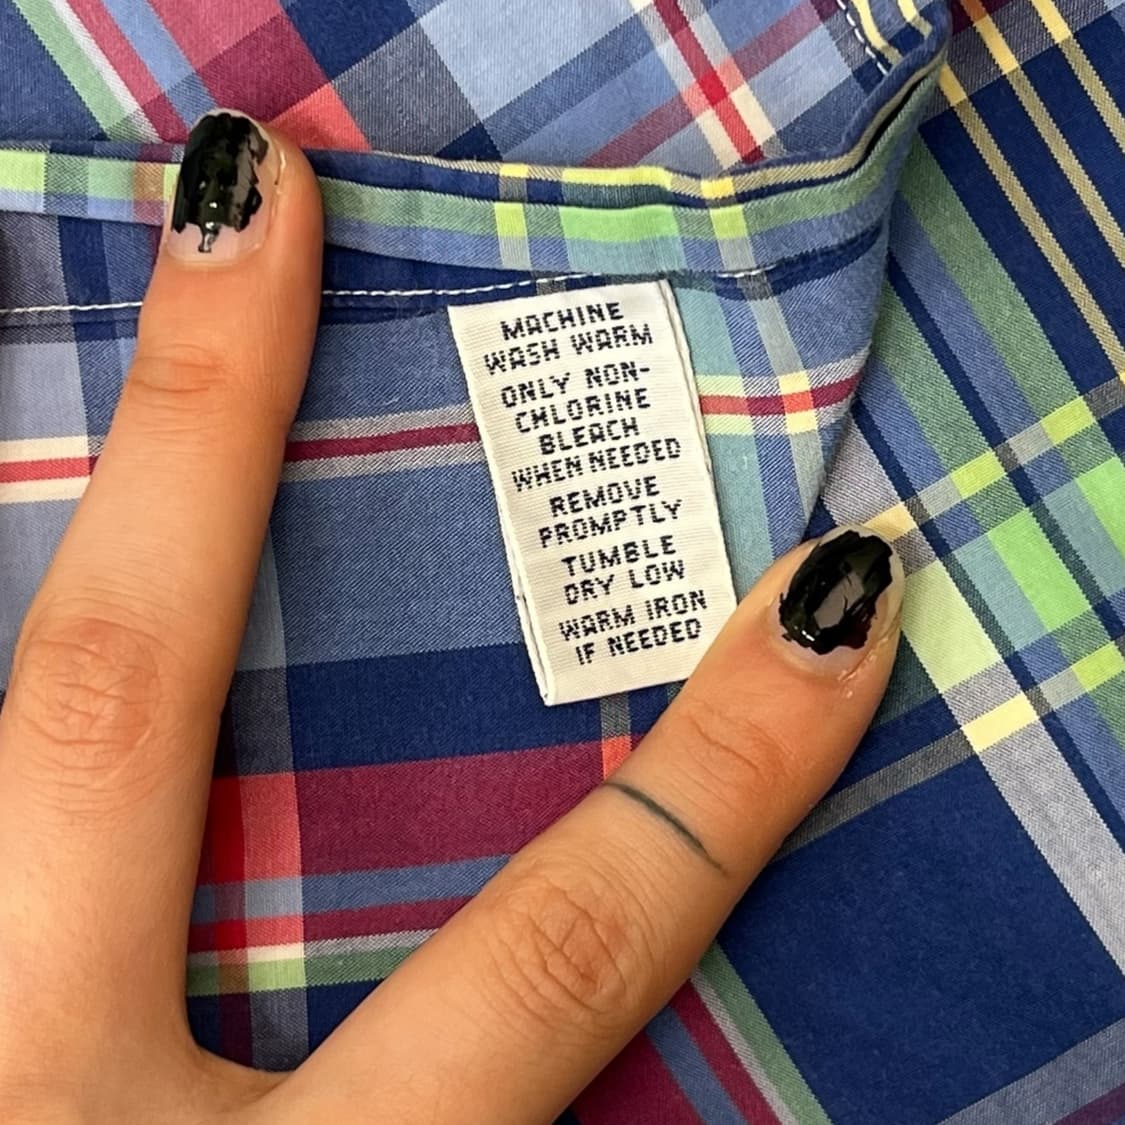 MACHINE
WASH WARM
ONLY NON-
CHLORINE
BLEACH
WHEN NEEDED
REMOVE
PROMPTLY
TUMBLE
DRY LOW
WARM IRON
IF NEEDED